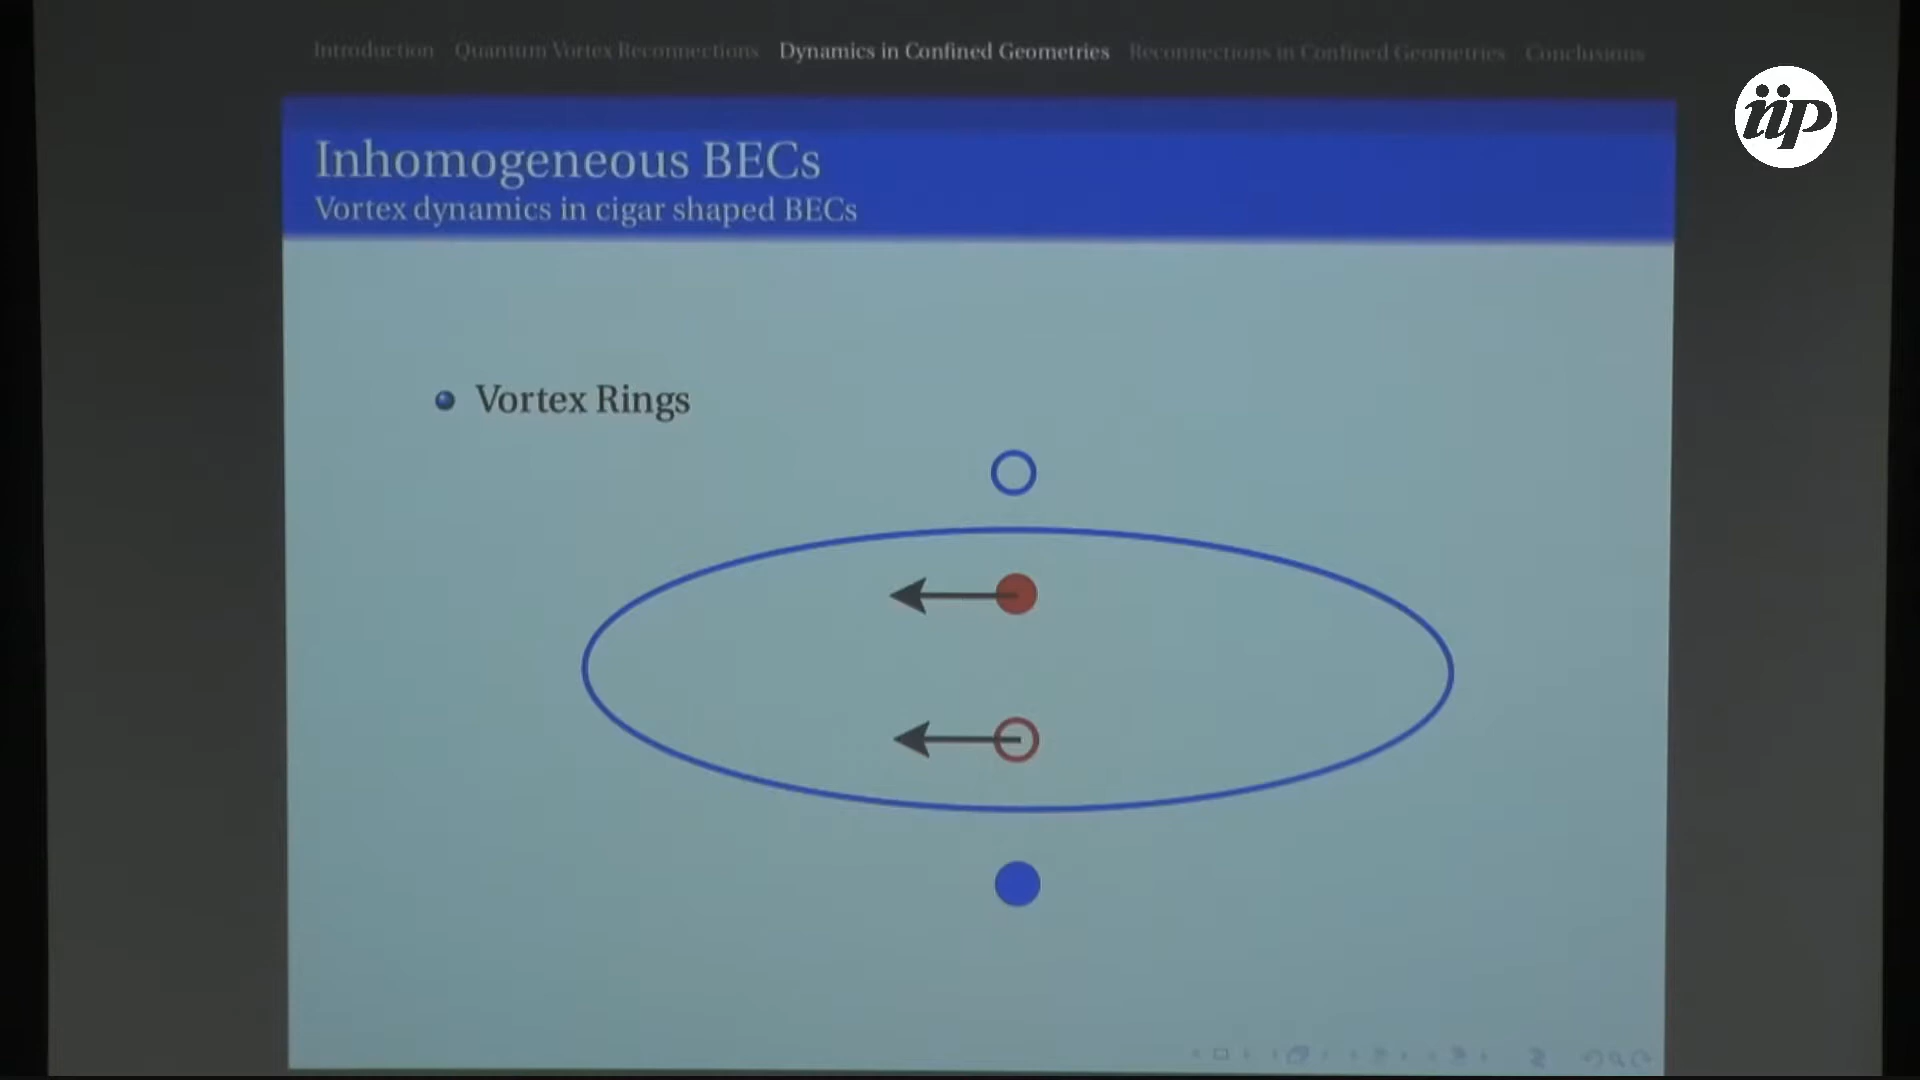 Introduction Quantum Vortex Reconnections Dynamics in Confined Geometries Reconnections in Confined Geometries Conclusions
iip
Inhomogeneous BECs
Vortex dynamics in cigar shaped BECs
Vortex Rings